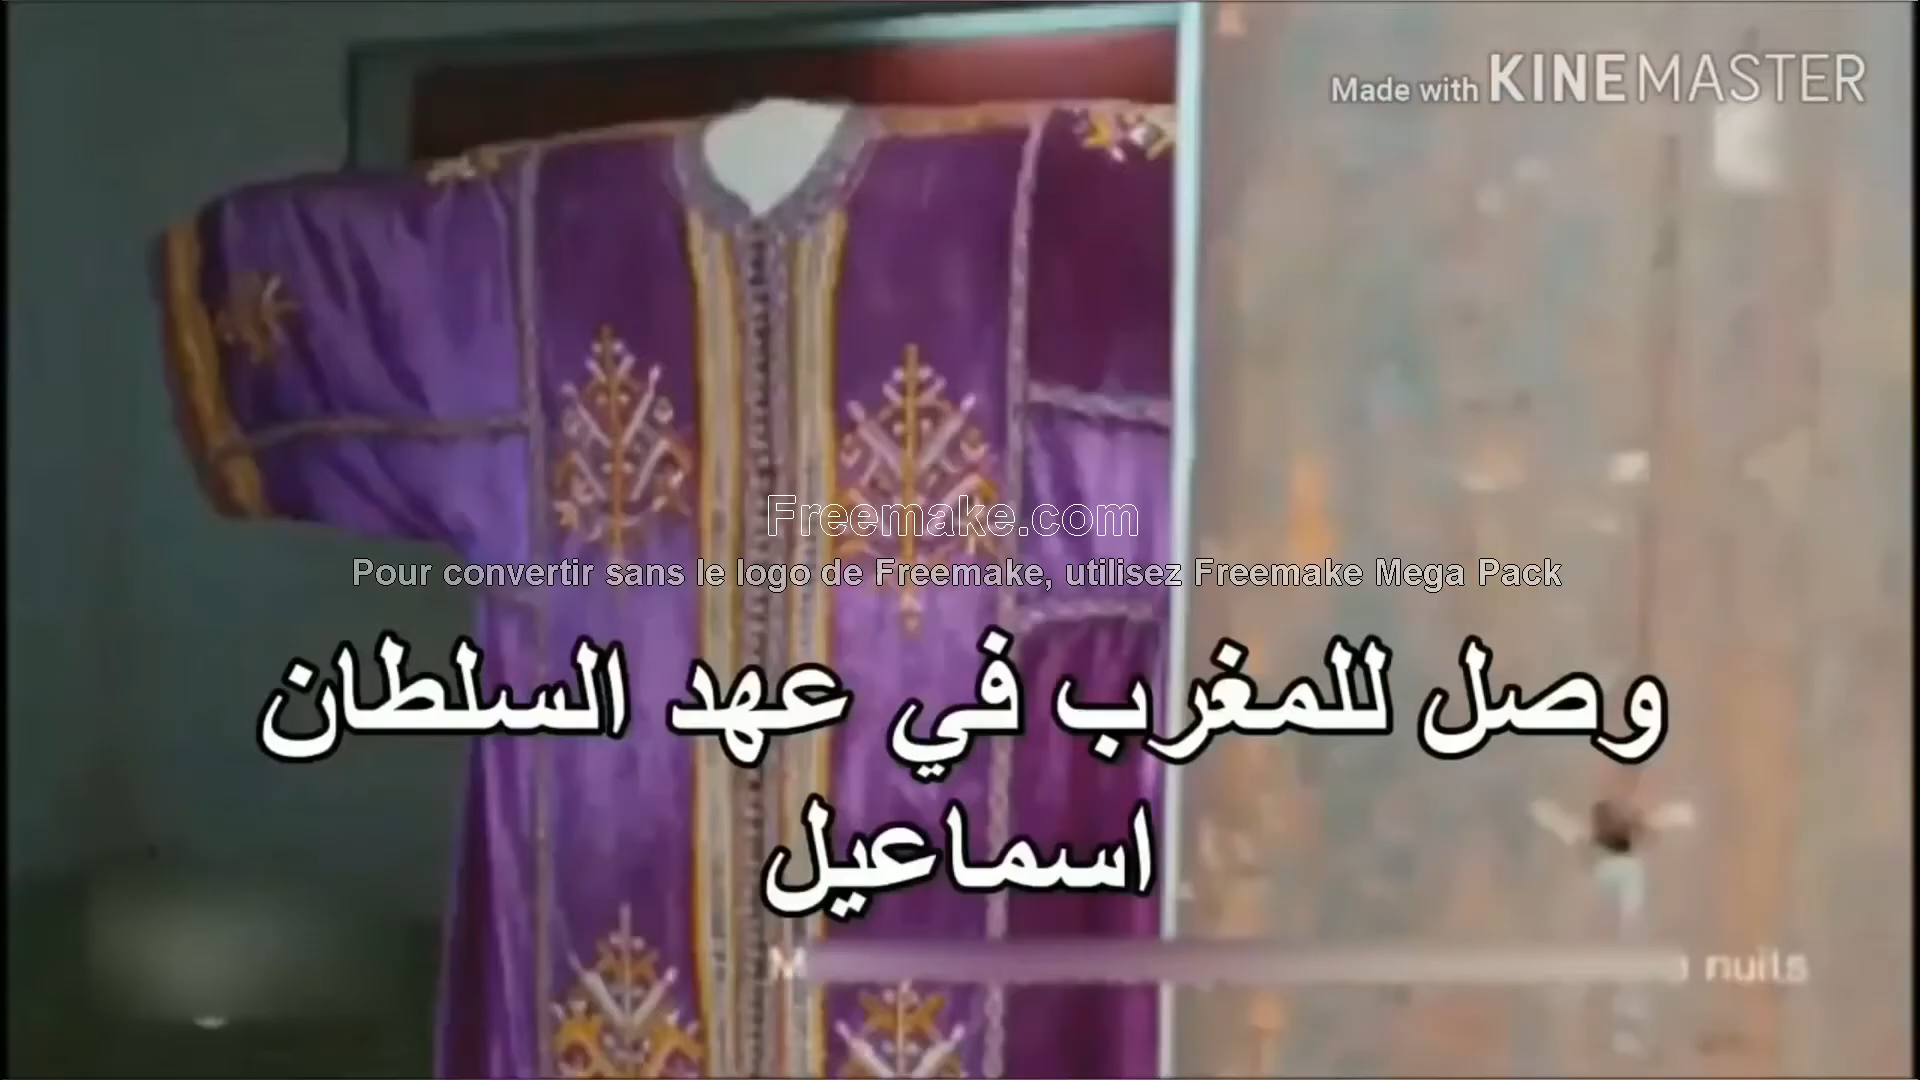 Made with KINEMASTER
Freemake.com
Pour convertir sans le logo de Freemake, utilisez Freemake Mega Pack
وصل للمغرب في عهد السلطان
اسماعيل
nuits